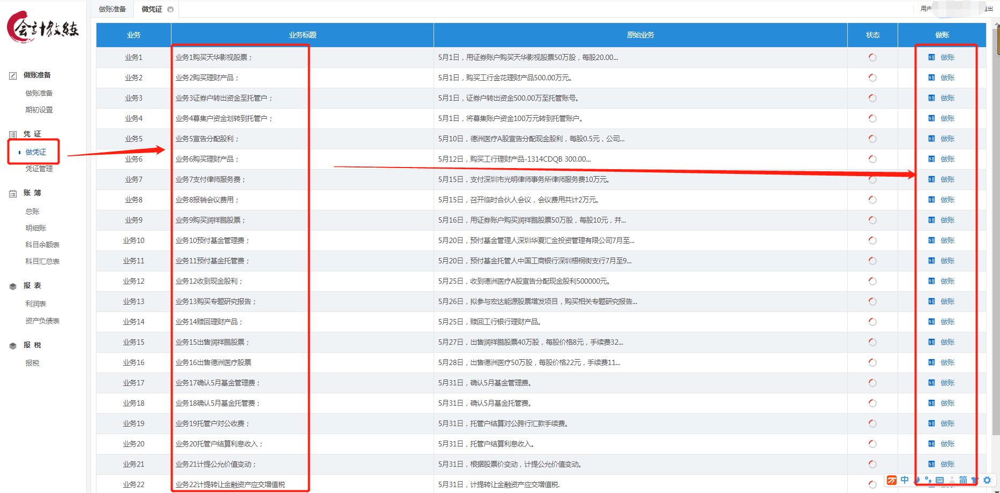 会计教练
做账准备 做凭证
用户 出
做账准备
做账准备
期初设置
凭 证
做凭证
凭证管理
账 簿
总账
明细账
科目余额表
科目汇总表
报 表
利润表
资产负债表
报 税
报税
业务 业务标题 原始业务 状态 做账
业务1 业务1购买天华影视股票； 5月1日，用证券账户购买天华影视股票50万股，每股20.00... 做账
业务2 业务2购买理财产品； 5月1日，购买工行金花理财产品500.00万元。 做账
业务3 业务3证券户转出资金至托管户； 5月1日，证券户转出资金500.00万至托管账号。 做账
业务4 业务4募集户资金划转到托管户； 5月1日，将募集账户资金100万元转到托管账户。 做账
业务5 业务5宣告分配股利； 5月10日，德洲医疗A股宣告分配现金股利，每股0.5元，公司... 做账
业务6 业务6购买理财产品； 5月12日，购买工行理财产品-1314CDQB 300.00... 做账
业务7 业务7支付律师服务费； 5月15日，支付深圳市光明律师事务所律师服务费10万元。 做账
业务8 业务8报销会议费用； 5月15日，召开临时合伙人会议，会议费用共计2万元。 做账
业务9 业务9购买润祥鹏股票； 5月16日，用证券账户购买润祥鹏股票50万股，每股10元，并... 做账
业务10 业务10预付基金管理费； 5月20日，预付基金管理人深圳华夏汇金投资管理有限公司7月至... 做账
业务11 业务11预付基金托管费； 5月20日，预付基金托管人中国工商银行深圳梧桐街支行7月至9... 做账
业务12 业务12收到现金股利； 5月25日，收到德洲医疗A股宣告分配现金股利500000元。 做账
业务13 业务13购买专题研究报告； 5月26日，拟参与宏达能源股票增发项目，购买相关专题研究报告... 做账
业务14 业务14赎回理财产品； 5月25日，赎回工行银行理财产品。 做账
业务15 业务15出售润祥鹏股票； 5月27日，出售润祥鹏股票40万股，每股价格8元，手续费32... 做账
业务16 业务16出售德洲医疗股票 5月28日，出售德洲医疗50万股，每股价格22元，手续费11... 做账
业务17 业务17确认5月基金管理费； 5月31日，确认5月基金管理费。 做账
业务18 业务18确认5月基金托管费； 5月31日，确认5月基金托管费。 做账
业务19 业务19托管户对公收费； 5月31日，托管户结算对公跨行汇款手续费。 做账
业务20 业务20托管户结算利息收入； 5月31日，托管户结算利息收入。 做账
业务21 业务21计提公允价值变动； 5月31日，根据股票价变动，计提公允价值变动。 做账
业务22 业务22计提转让金融资产应交增值税 5月31日，计提转让金融资产应交增值税.
中 简